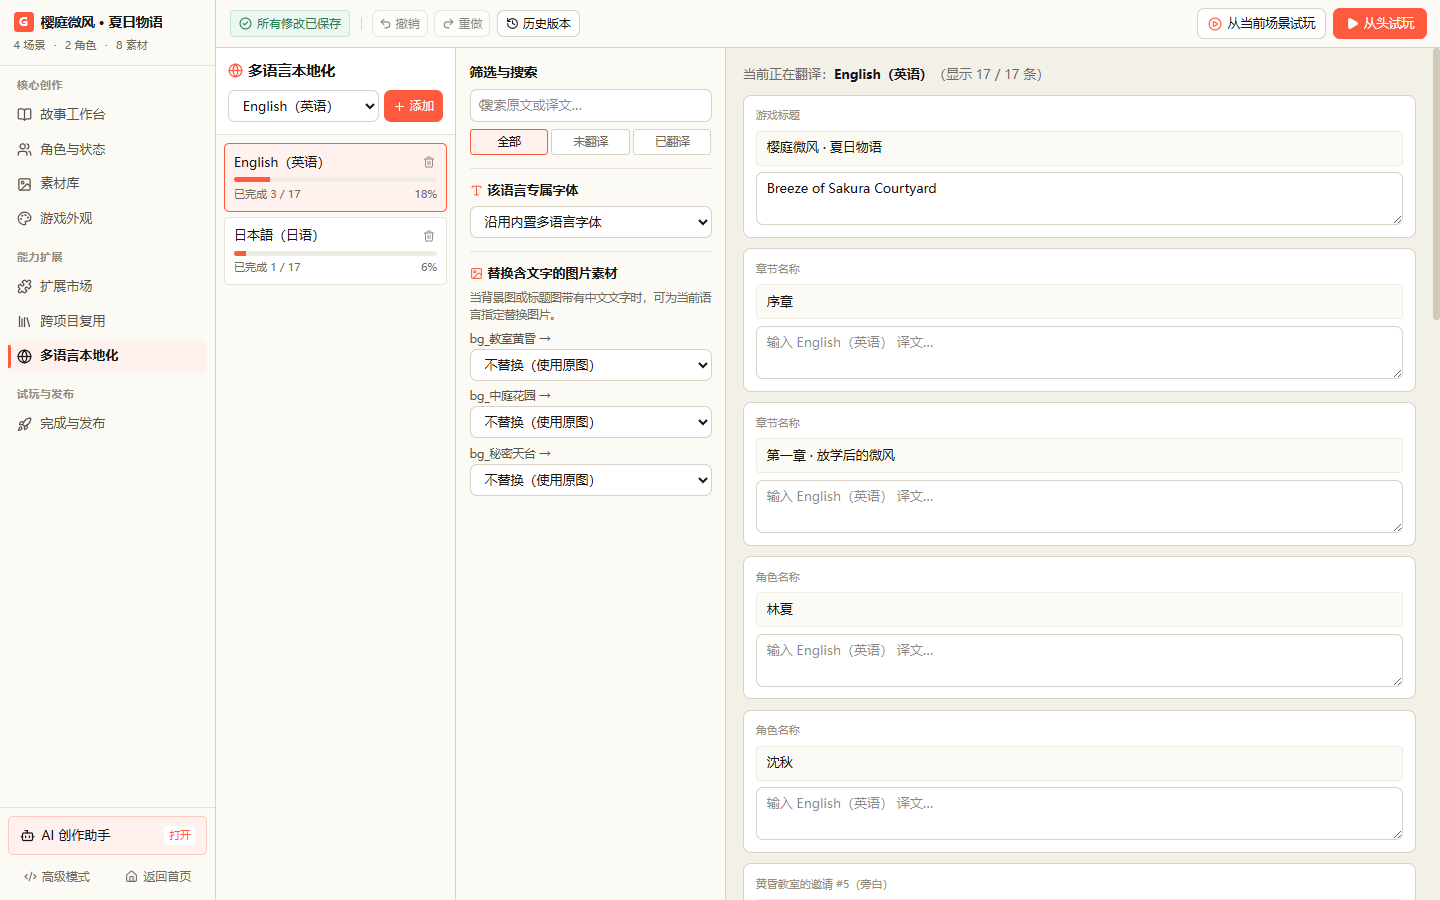 G 樱庭微风 • 夏日物语
4 场景 · 2 角色 · 8 素材
核心创作
故事工作台
角色与状态
素材库
游戏外观
能力扩展
扩展市场
跨项目复用
多语言本地化
试玩与发布
完成与发布
AI 创作助手 打开
高级模式 返回首页
所有修改已保存 撤销 重做 历史版本 从当前场景试玩 从头试玩
多语言本地化
English（英语） 添加
English（英语）
已完成 3 / 17 18%
日本語（日语）
已完成 1 / 17 6%
筛选与搜索
搜索原文或译文...
全部 未翻译 已翻译
该语言专属字体
沿用内置多语言字体
替换含文字的图片素材
当背景图或标题图带有中文文字时，可为当前语
言指定替换图片。
bg_教室黄昏 →
不替换（使用原图）
bg_中庭花园 →
不替换（使用原图）
bg_秘密天台 →
不替换（使用原图）
当前正在翻译：English（英语） （显示 17 / 17 条）
游戏标题
樱庭微风 · 夏日物语
Breeze of Sakura Courtyard
章节名称
序章
输入 English（英语） 译文...
章节名称
第一章 · 放学后的微风
输入 English（英语） 译文...
角色名称
林夏
输入 English（英语） 译文...
角色名称
沈秋
输入 English（英语） 译文...
黄昏教室的邀请 #5（旁白）